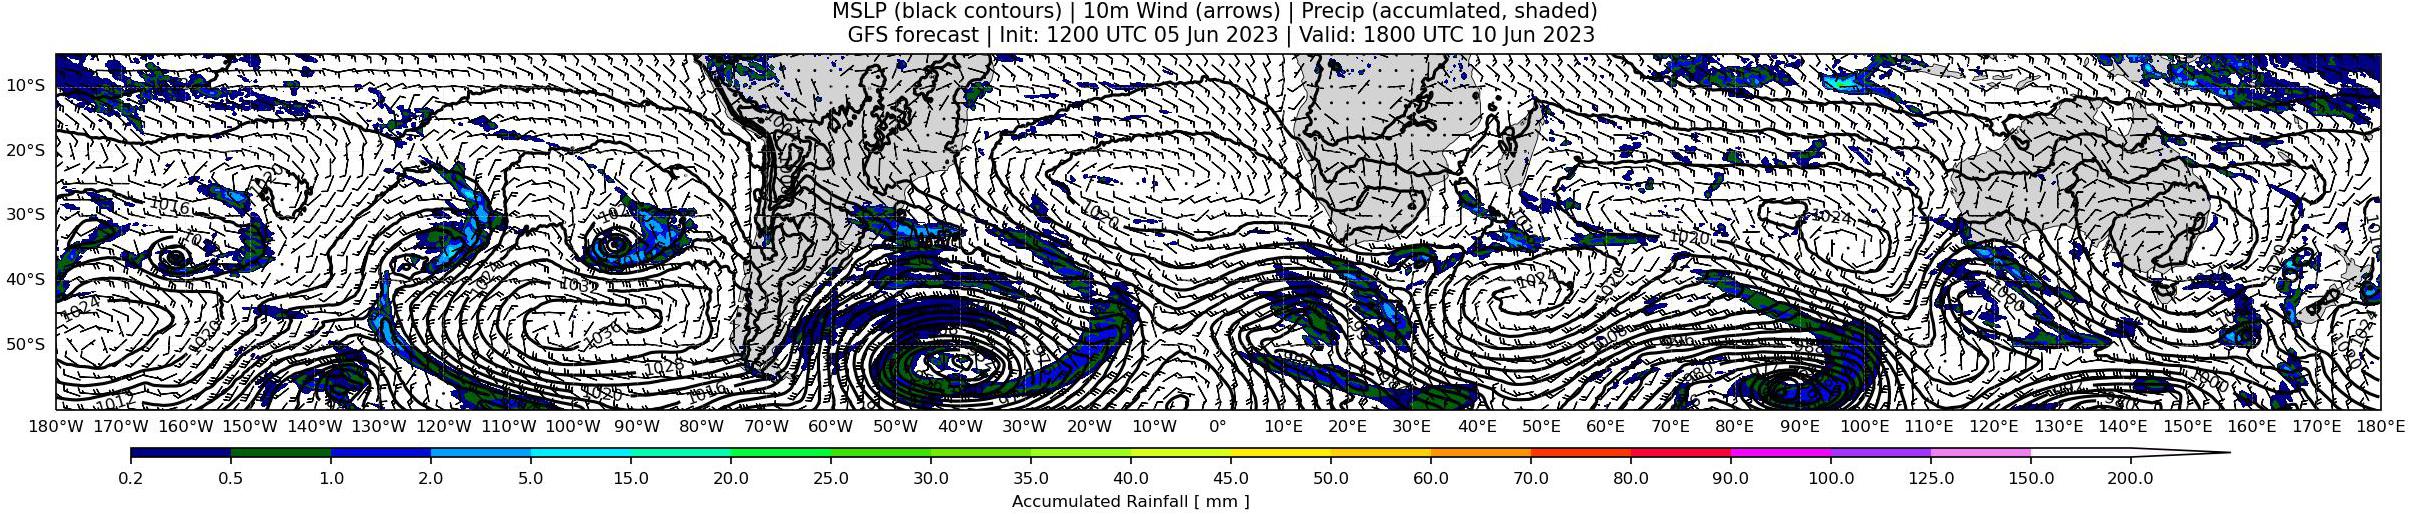 MSLP (black contours) | 10m Wind (arrows) | Precip (accumlated, shaded)
GFS forecast | Init: 1200 UTC 05 Jun 2023 | Valid: 1800 UTC 10 Jun 2023
10°S
20°S
1016
30°S
1020
1024
1020
40°S
1024
1032
1024
1000
1036
50°S
1028
1012
1020
1016
1000
180°W 170°W 160°W 150°W 140°W 130°W 120°W 110°W 100°W 90°W 80°W 70°W 60°W 50°W 40°W 30°W 20°W 10°W 0° 10°E 20°E 30°E 40°E 50°E 60°E 70°E 80°E 90°E 100°E 110°E 120°E 130°E 140°E 150°E 160°E 170°E 180°E
0.2 0.5 1.0 2.0 5.0 15.0 20.0 25.0 30.0 35.0 40.0 45.0 50.0 60.0 70.0 80.0 90.0 100.0 125.0 150.0 200.0
Accumulated Rainfall [ mm ]